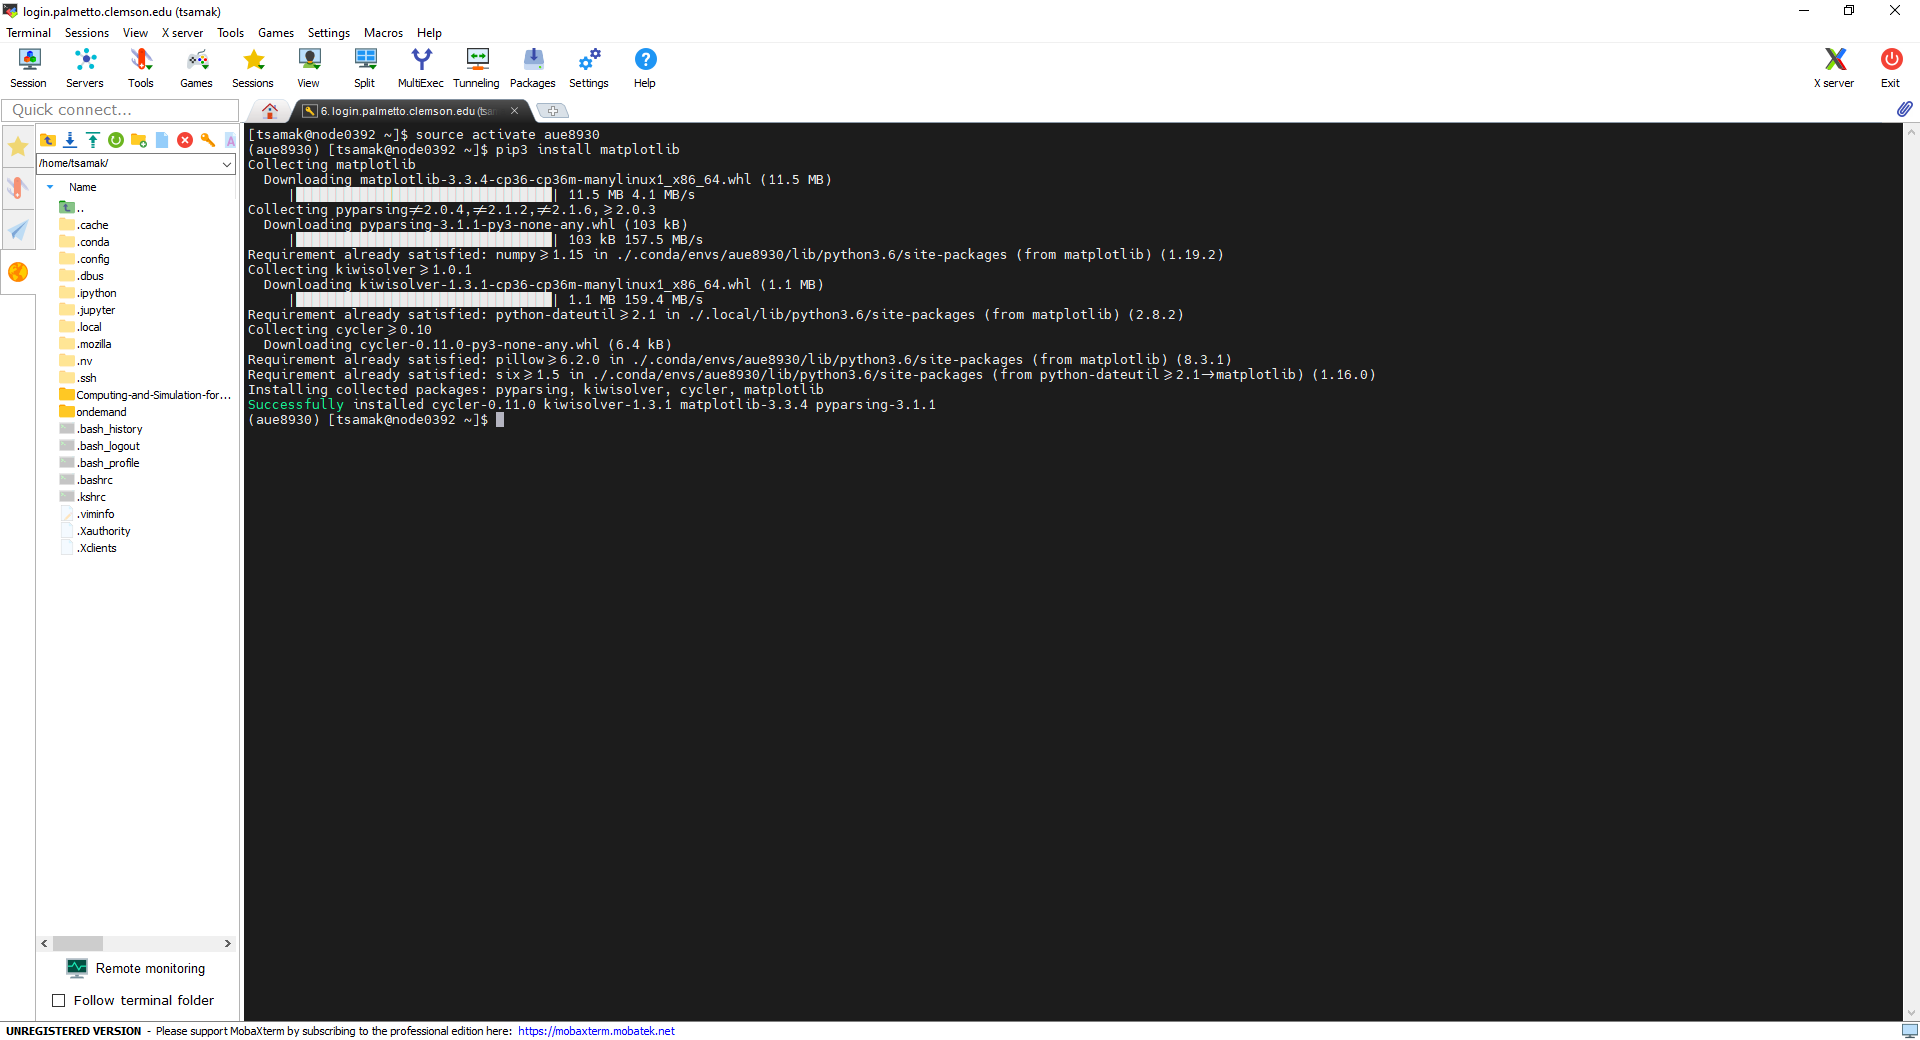 login.palmetto.clemson.edu (tsamak)
Terminal Sessions View X server Tools Games Settings Macros Help
Session Servers Tools Games Sessions View Split MultiExec Tunneling Packages Settings Help X server Exit
Quick connect...
6. login.palmetto.clemson.edu (tsa
/home/tsamak/
Name
..
.cache
.conda
.config
.dbus
.ipython
.jupyter
.local
.mozilla
.nv
.ssh
Computing-and-Simulation-for...
ondemand
.bash_history
.bash_logout
.bash_profile
.bashrc
.kshrc
.viminfo
.Xauthority
.Xclients
Remote monitoring
Follow terminal folder
[tsamak@node0392 ~]$ source activate aue8930
(aue8930) [tsamak@node0392 ~]$ pip3 install matplotlib
Collecting matplotlib
Downloading matplotlib-3.3.4-cp36-cp36m-manylinux1_x86_64.whl (11.5 MB)
|████████████████████████████████| 11.5 MB 4.1 MB/s
Collecting pyparsing≠2.0.4,≠2.1.2,≠2.1.6,≥2.0.3
Downloading pyparsing-3.1.1-py3-none-any.whl (103 kB)
|████████████████████████████████| 103 kB 157.5 MB/s
Requirement already satisfied: numpy≥1.15 in ./.conda/envs/aue8930/lib/python3.6/site-packages (from matplotlib) (1.19.2)
Collecting kiwisolver≥1.0.1
Downloading kiwisolver-1.3.1-cp36-cp36m-manylinux1_x86_64.whl (1.1 MB)
|████████████████████████████████| 1.1 MB 159.4 MB/s
Requirement already satisfied: python-dateutil≥2.1 in ./.local/lib/python3.6/site-packages (from matplotlib) (2.8.2)
Collecting cycler≥0.10
Downloading cycler-0.11.0-py3-none-any.whl (6.4 kB)
Requirement already satisfied: pillow≥6.2.0 in ./.conda/envs/aue8930/lib/python3.6/site-packages (from matplotlib) (8.3.1)
Requirement already satisfied: six≥1.5 in ./.conda/envs/aue8930/lib/python3.6/site-packages (from python-dateutil≥2.1→matplotlib) (1.16.0)
Installing collected packages: pyparsing, kiwisolver, cycler, matplotlib
Successfully installed cycler-0.11.0 kiwisolver-1.3.1 matplotlib-3.3.4 pyparsing-3.1.1
(aue8930) [tsamak@node0392 ~]$
UNREGISTERED VERSION - Please support MobaXterm by subscribing to the professional edition here: https://mobaxterm.mobatek.net